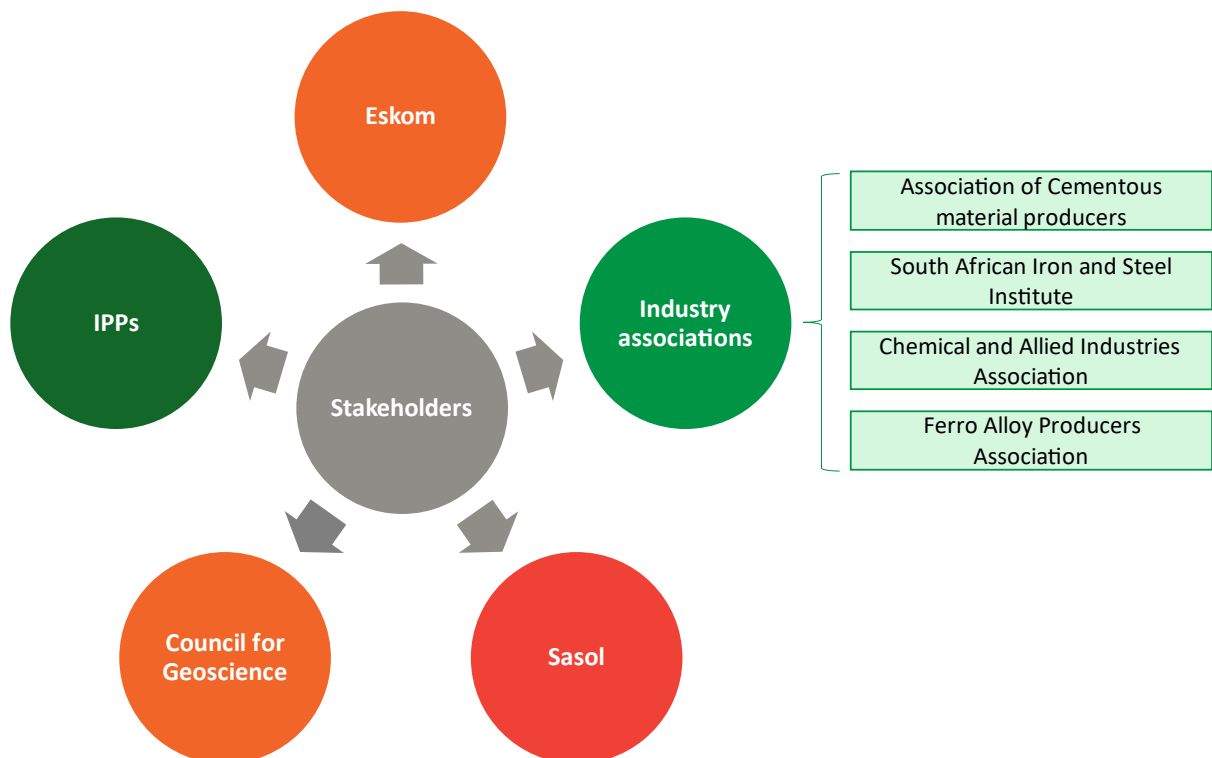 Eskom
IPPs
Stakeholders
Industry
associations
Council for
Geoscience
Sasol
Association of Cementous
material producers
South African Iron and Steel
Institute
Chemical and Allied Industries
Association
Ferro Alloy Producers
Association